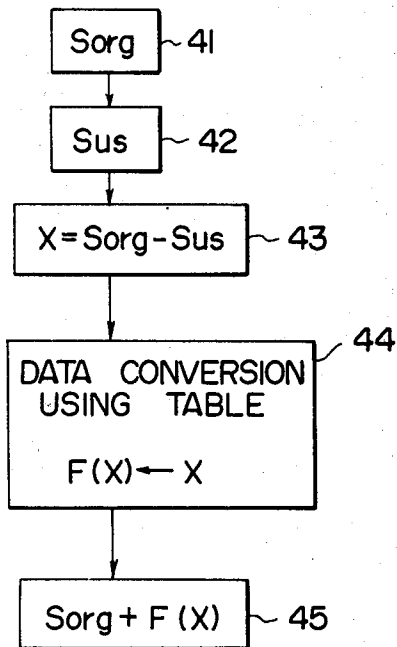 Sorg 41
Sus 42
X = Sorg - Sus 43
44
DATA CONVERSION
USING TABLE
F(X) ← X
Sorg + F(X) 45